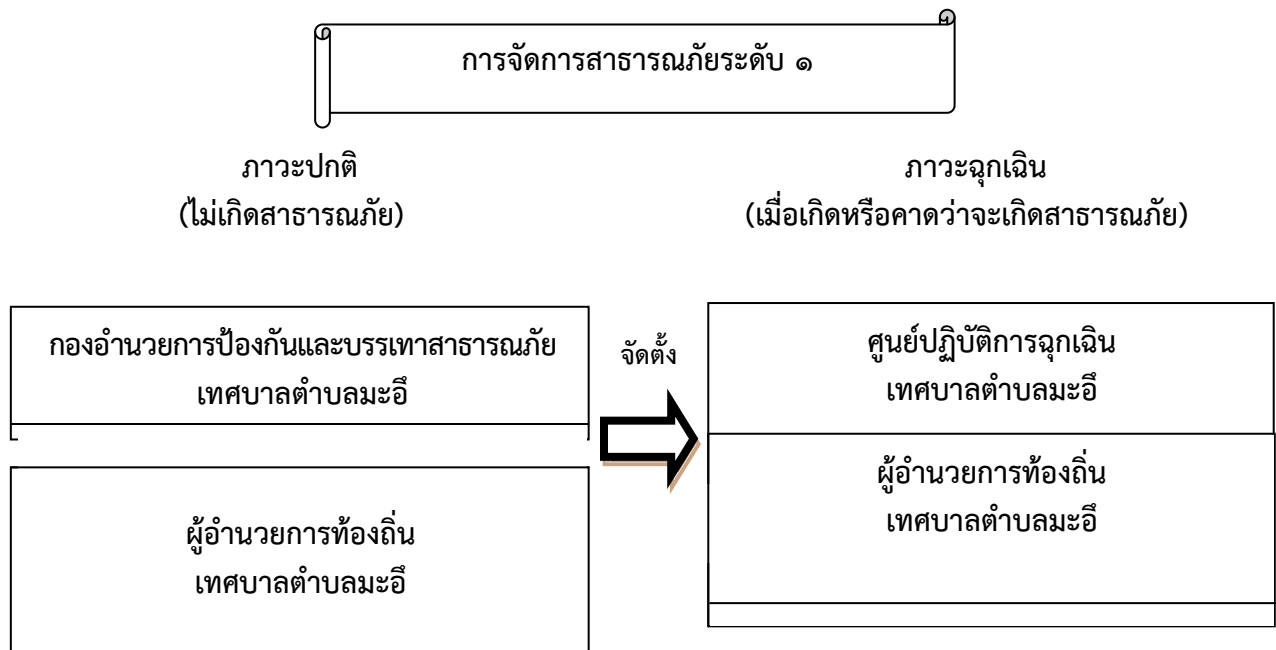 การจัดการสาธารณภัยระดับ ๑
ภาวะปกติ
(ไม่เกิดสาธารณภัย)
ภาวะฉุกเฉิน
(เมื่อเกิดหรือคาดว่าจะเกิดสาธารณภัย)
กองอำนวยการป้องกันและบรรเทาสาธารณภัย
เทศบาลตำบลมะอึ
จัดตั้ง
ศูนย์ปฏิบัติการฉุกเฉิน
เทศบาลตำบลมะอึ
ผู้อำนวยการท้องถิ่น
เทศบาลตำบลมะอึ
ผู้อำนวยการท้องถิ่น
เทศบาลตำบลมะอึ